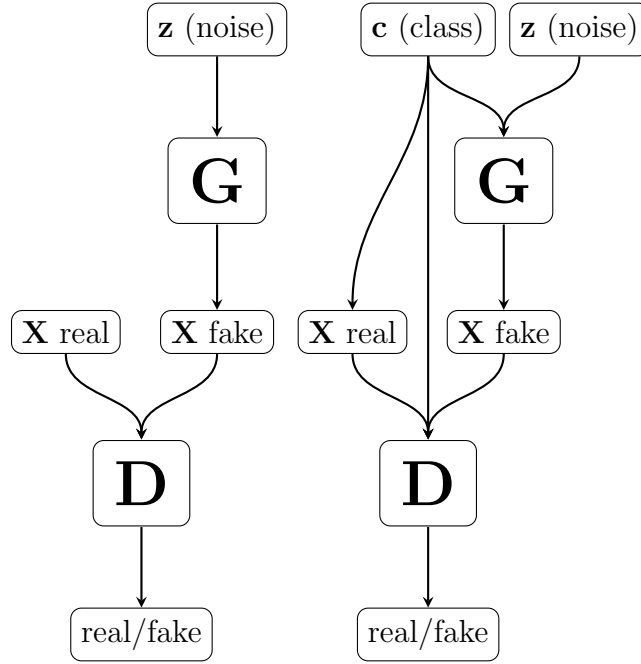 z (noise)
G
X real
X fake
D
real/fake
c (class)
z (noise)
G
X real
X fake
D
real/fake